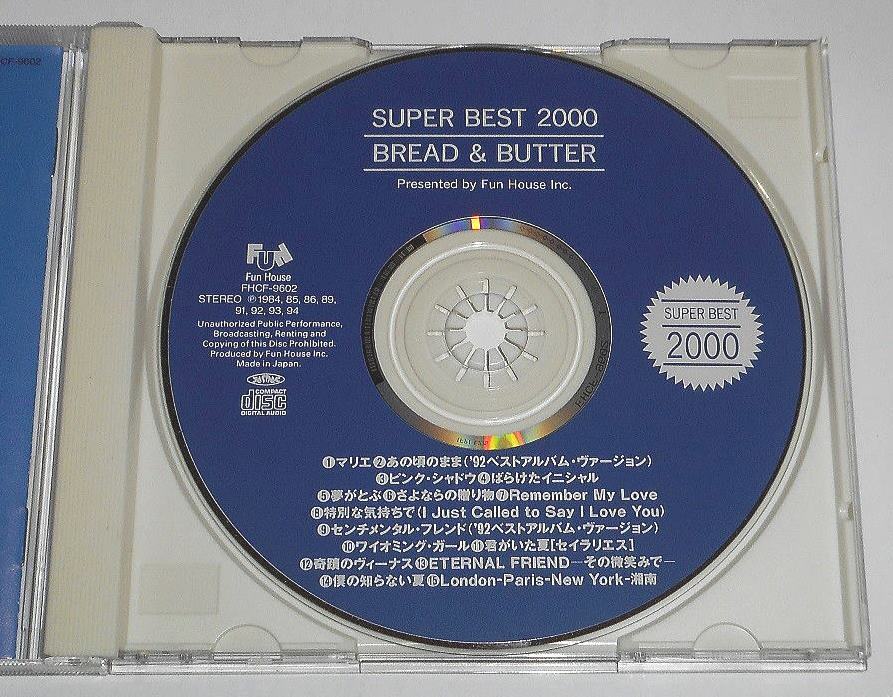 SUPER BEST 2000
BREAD & BUTTER
Presented by Fun House Inc.
Fun
Fun House
FHCF-9602
STEREO Ⓟ1984, 85, 86, 89,
91, 92, 93, 94
Unauthorized Public Performance,
Broadcasting, Renting and
Copying of this Disc Prohibited.
Produced by Fun House Inc.
Made in Japan.
COMPACT
disc
DIGITAL AUDIO
SUPER BEST
2000
①マリエ②あの頃のまま('92ベストアルバム・ヴァージョン)
③ピンク・シャドウ④ばらけたイニシャル
⑤夢がとぶ⑥さよならの贈り物⑦Remember My Love
⑧特別な気持ちで(I Just Called to Say I Love You)
⑨センチメンタル・フレンド('92ベストアルバム・ヴァージョン)
⑩ワイオミング・ガール⑪君がいた夏[セイラリエス]
⑫奇蹟のヴィーナス⑬ETERNAL FRIEND—その微笑みで—
⑭僕の知らない夏⑮London-Paris-New York-湘南